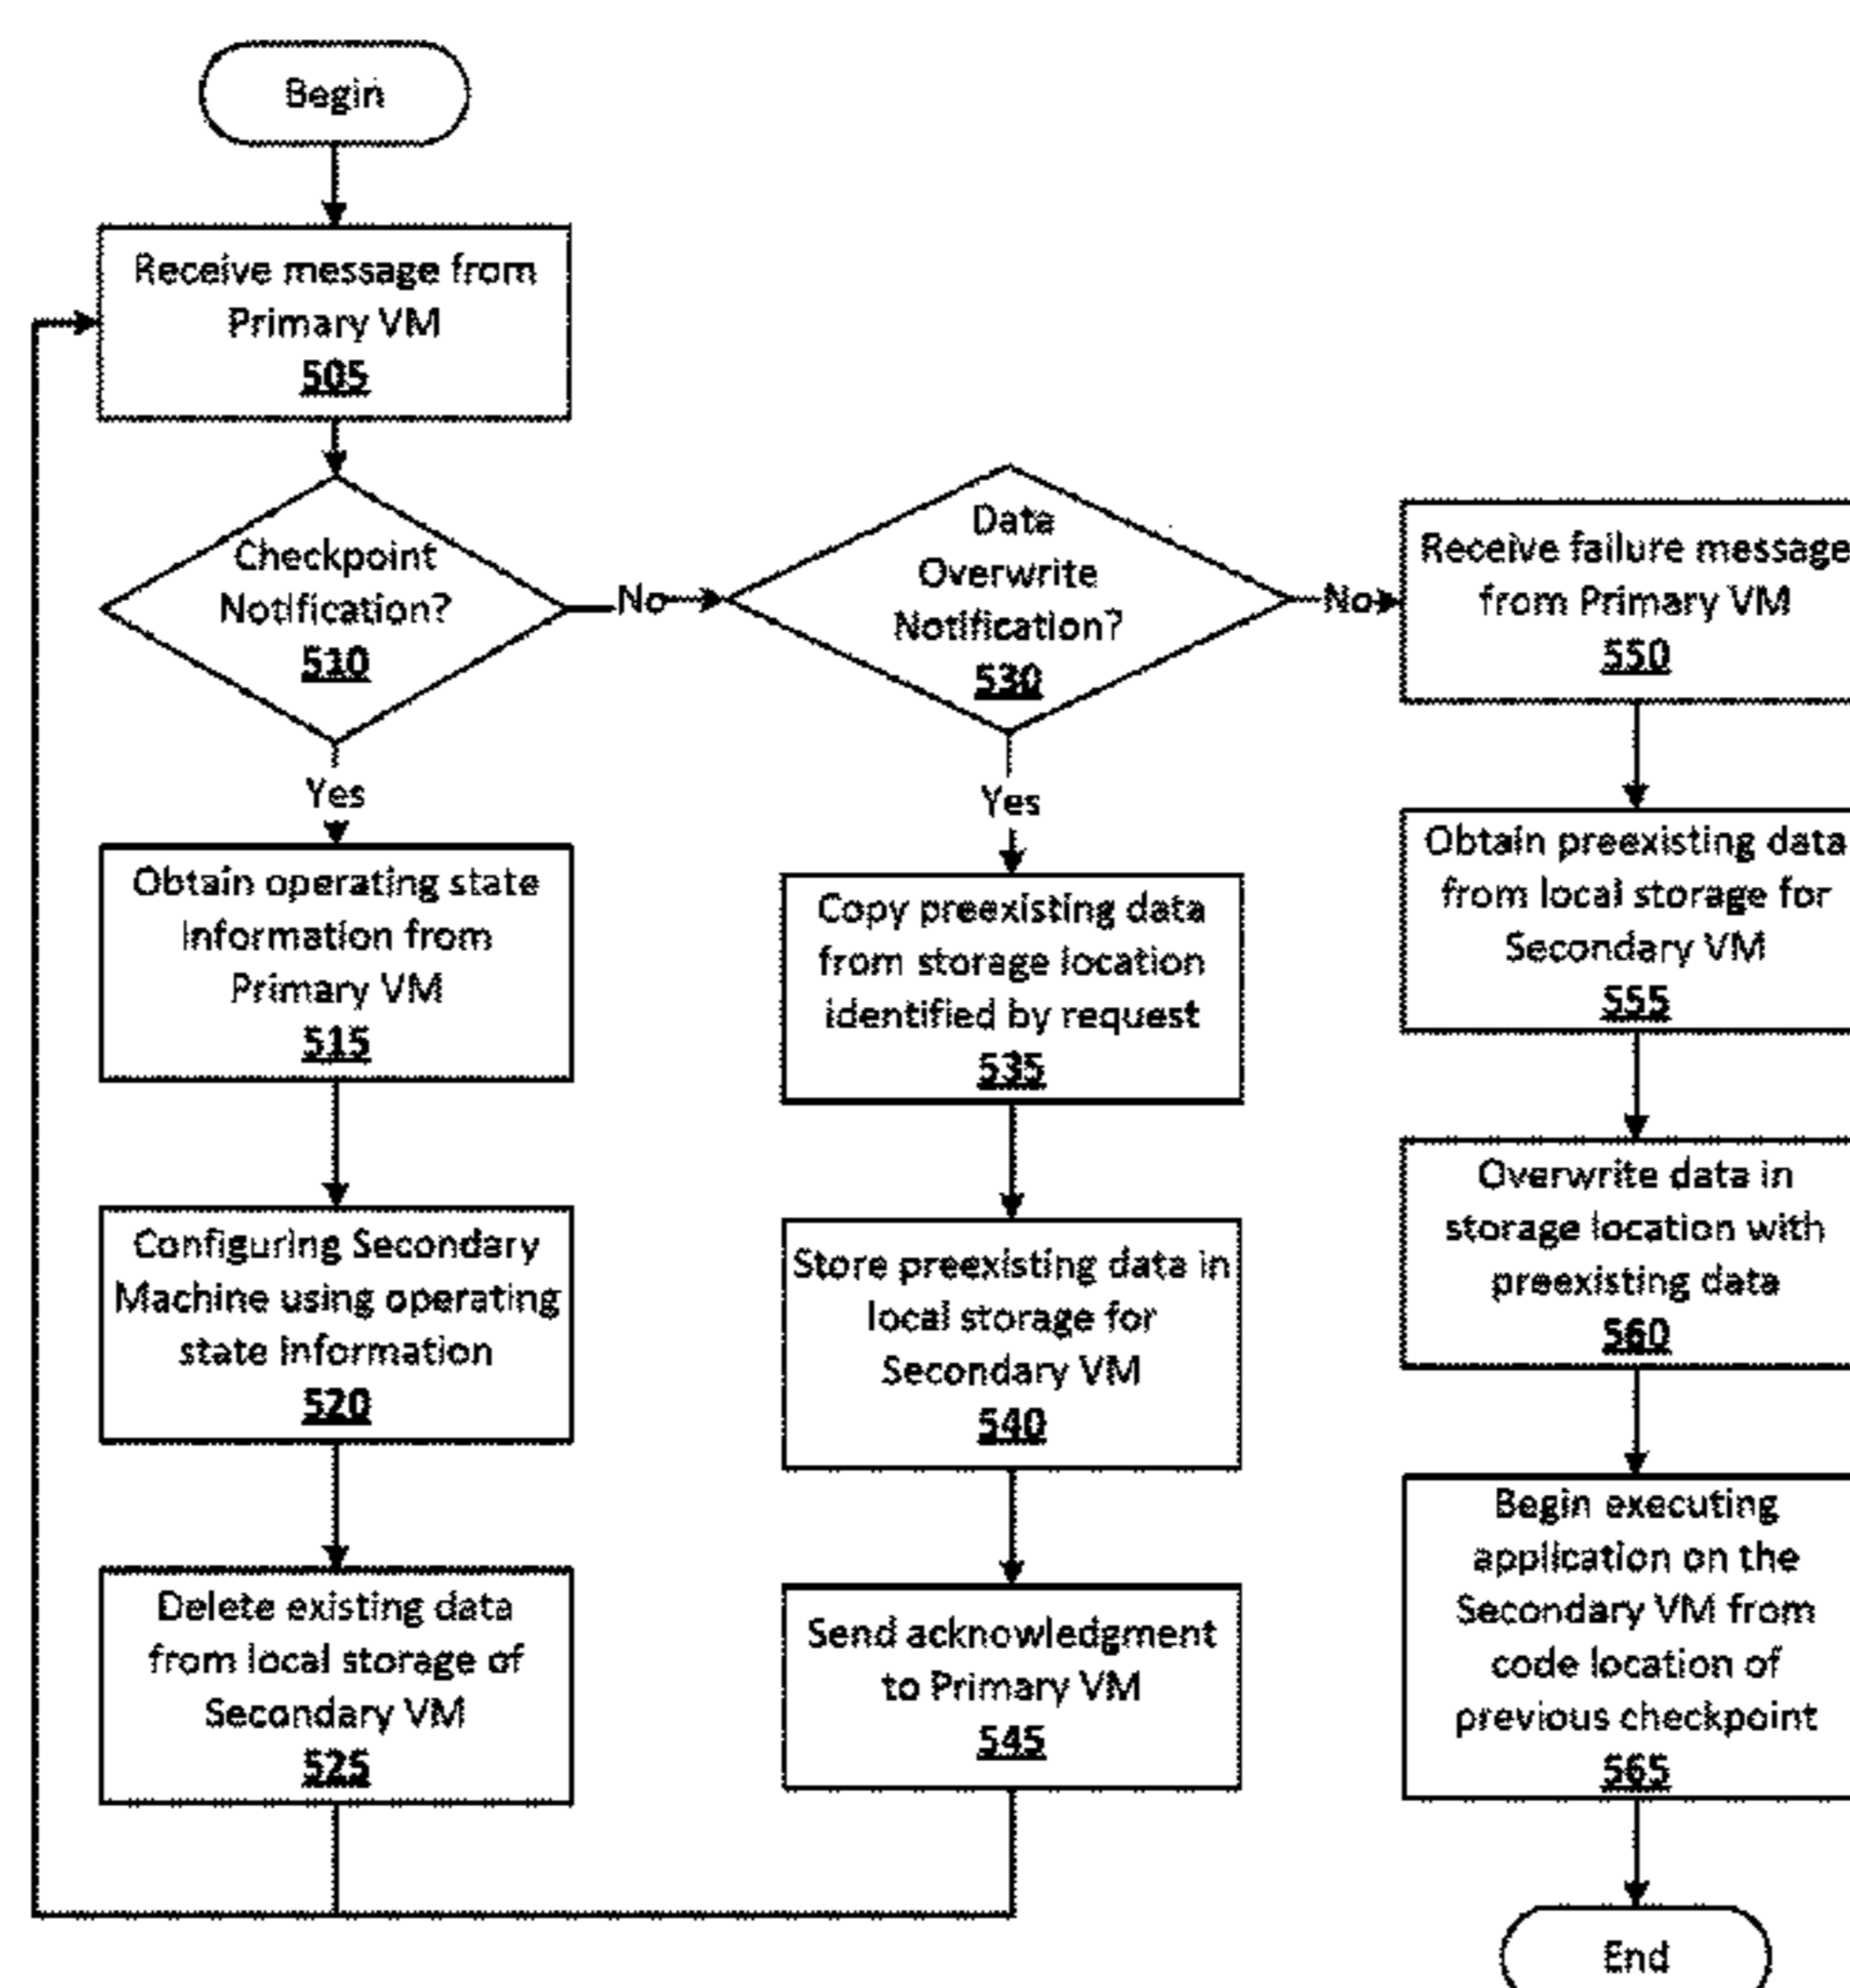 Begin
Receive message from
Primary VM
505
Checkpoint
Notification?
510
No
Data
Overwrite
Notification?
530
No
Receive failure message
from Primary VM
550
Yes
Yes
Obtain operating state
Information from
Primary VM
515
Copy preexisting data
from storage location
identified by request
535
Obtain preexisting data
from local storage for
Secondary VM
555
Configuring Secondary
Machine using operating
state Information
520
Store preexisting data in
local storage for
Secondary VM
540
Overwrite data in
storage location with
preexisting data
560
Delete existing data
from local storage of
Secondary VM
525
Send acknowledgment
to Primary VM
545
Begin executing
application on the
Secondary VM from
code location of
previous checkpoint
565
End